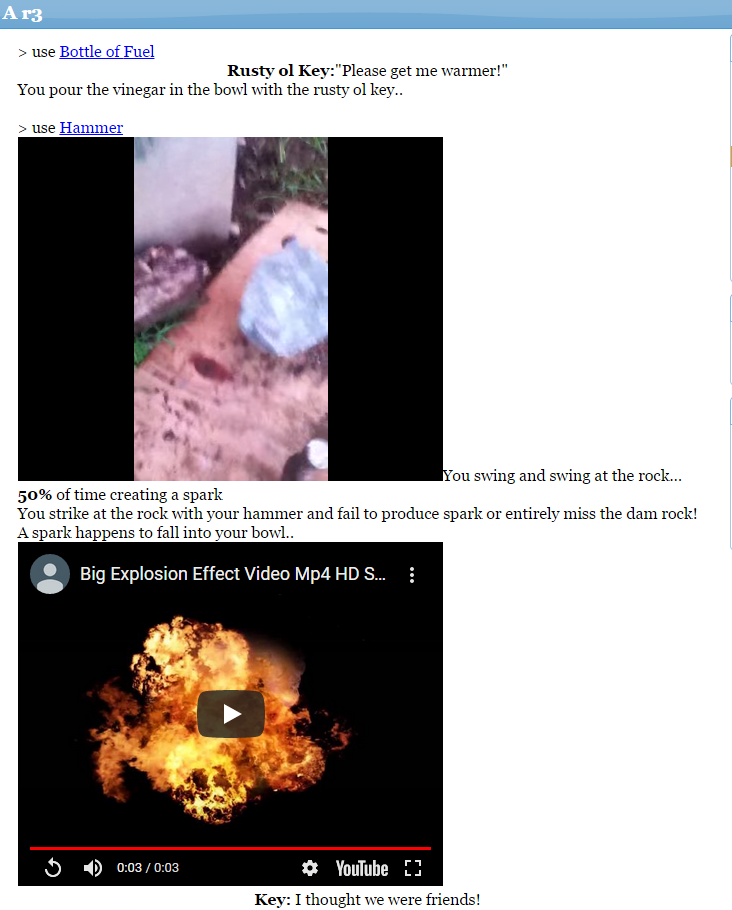 A r3
> use Bottle of Fuel
Rusty ol Key:"Please get me warmer!"
You pour the vinegar in the bowl with the rusty ol key..
> use Hammer
You swing and swing at the rock...
50% of time creating a spark
You strike at the rock with your hammer and fail to produce spark or entirely miss the dam rock!
A spark happens to fall into your bowl..
Big Explosion Effect Video Mp4 HD S...
0:03 / 0:03
YouTube
Key: I thought we were friends!